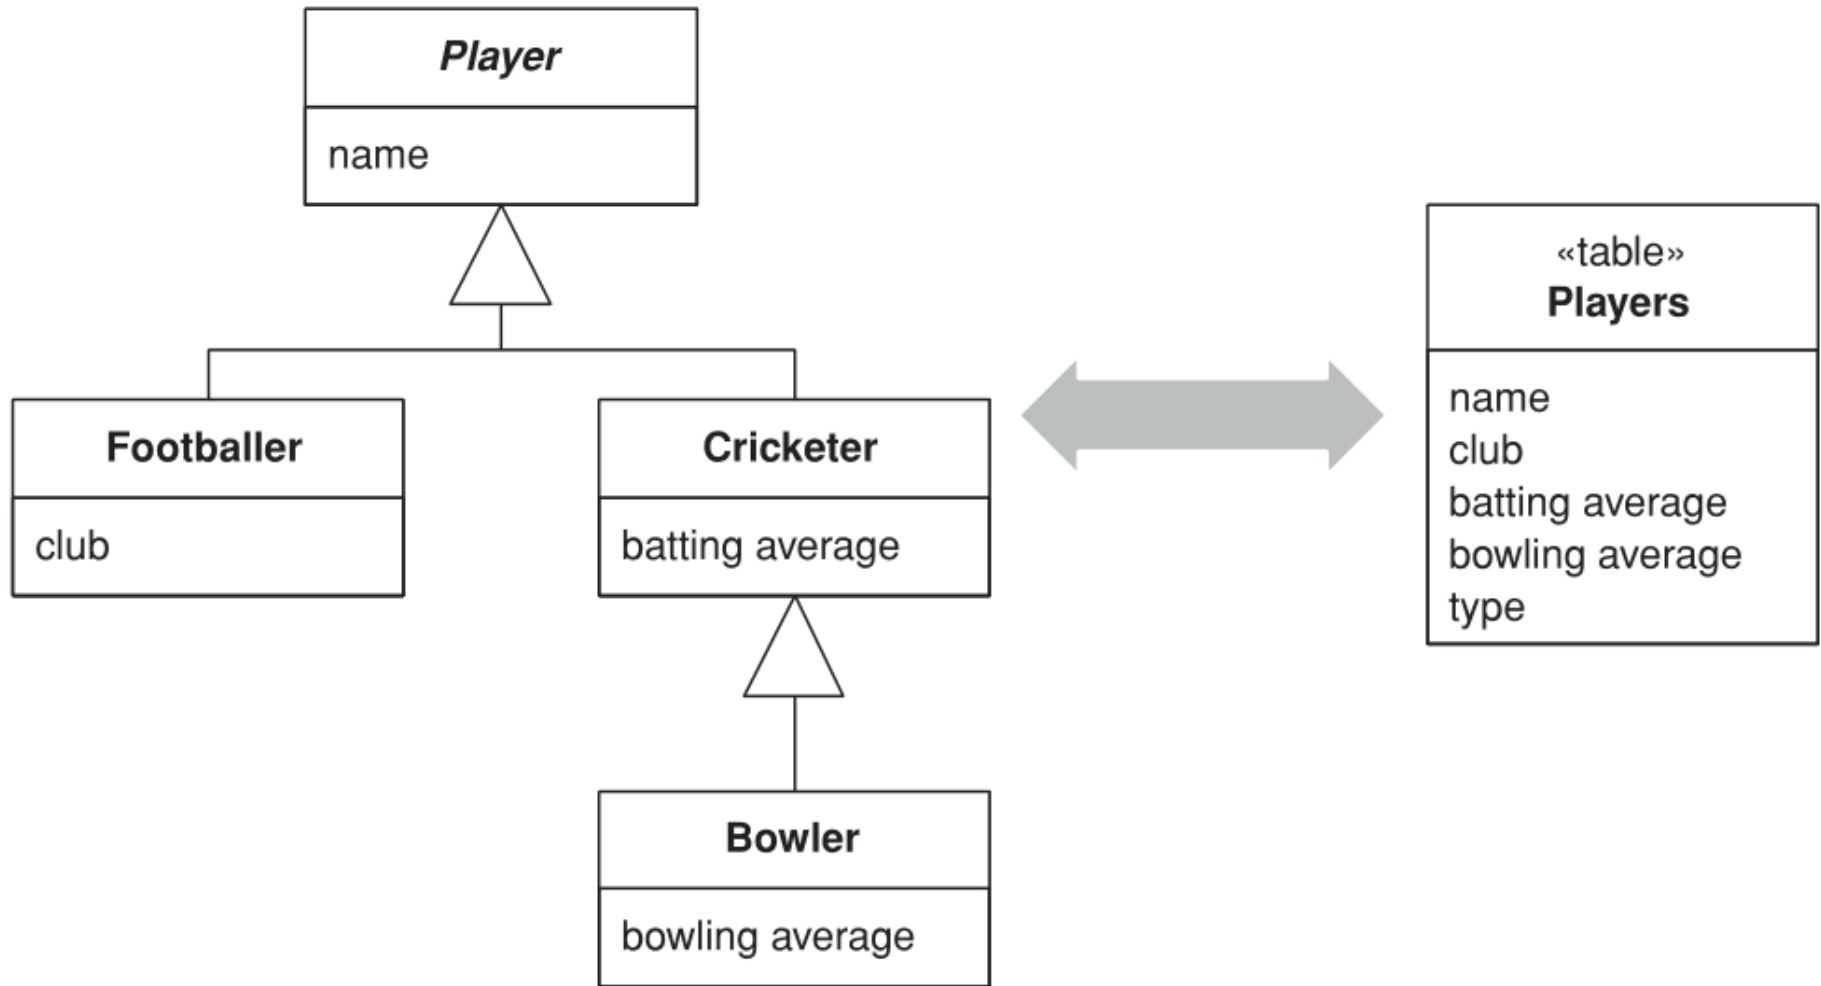 Player
name
Footballer
club
Cricketer
batting average
Bowler
bowling average
«table»
Players
name
club
batting average
bowling average
type